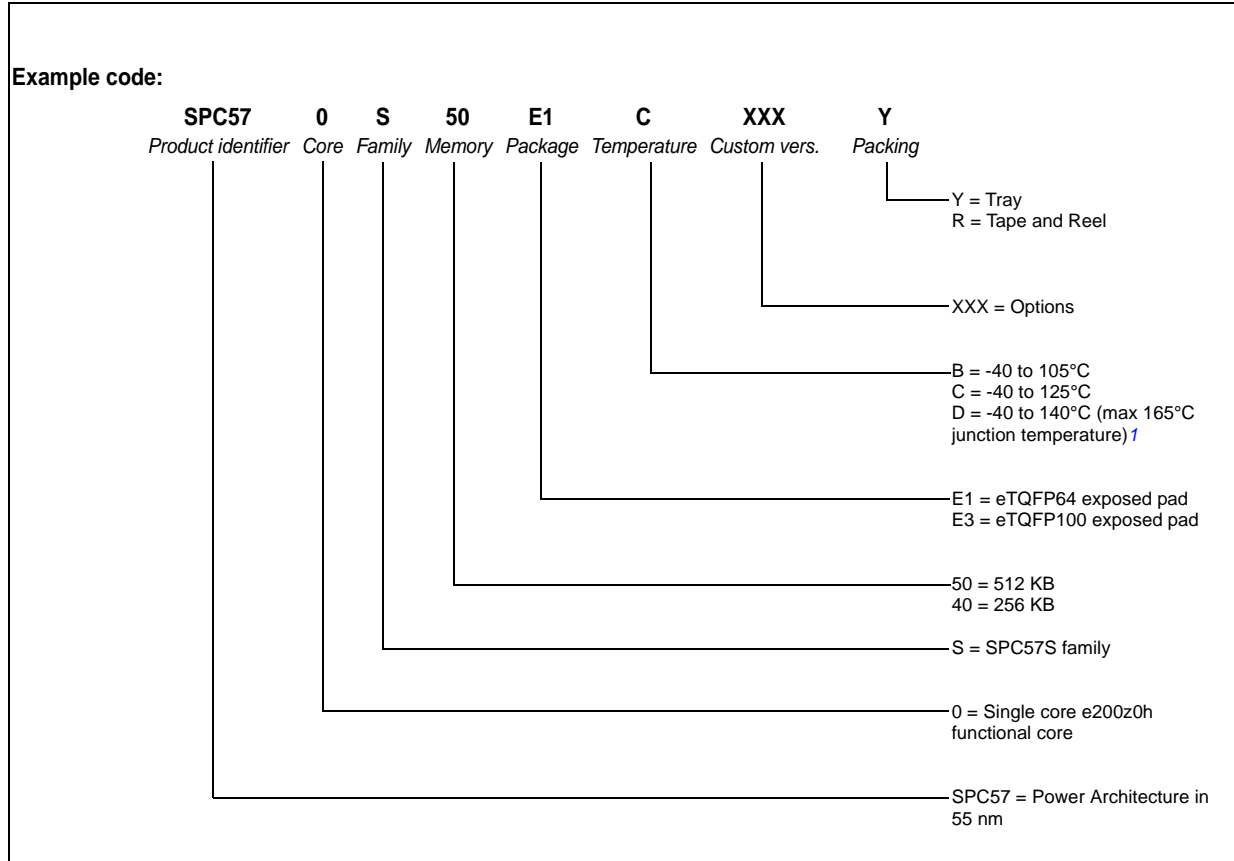 Example code:
SPC57 0 S 50 E1 C XXX Y
Product identifier Core Family Memory Package Temperature Custom vers. Packing
Y = Tray
R = Tape and Reel
XXX = Options
B = -40 to 105°C
C = -40 to 125°C
D = -40 to 140°C (max 165°C
junction temperature)1
E1 = eTQFP64 exposed pad
E3 = eTQFP100 exposed pad
50 = 512 KB
40 = 256 KB
S = SPC57S family
0 = Single core e200z0h
functional core
SPC57 = Power Architecture in
55 nm